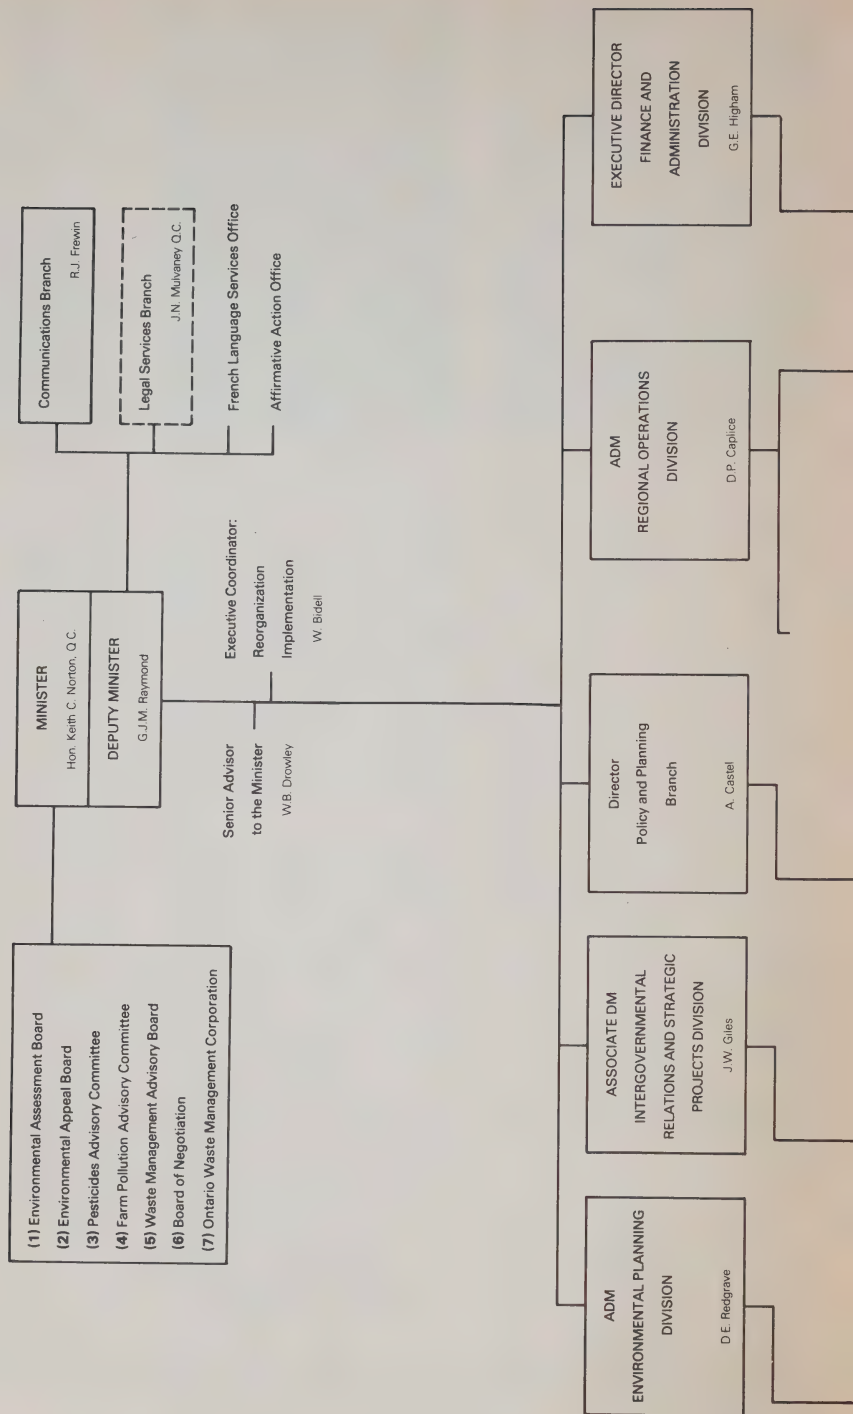 (1) Environmental Assessment Board
(2) Environmental Appeal Board
(3) Pesticides Advisory Committee
(4) Farm Pollution Advisory Committee
(5) Waste Management Advisory Board
(6) Board of Negotiation
(7) Ontario Waste Management Corporation
MINISTER
Hon. Keith C. Norton, Q.C.
DEPUTY MINISTER
G.J.M. Raymond
Communications Branch
R.J. Frewin
Legal Services Branch
J.N. Mulvaney Q.C.
French Language Services Office
Affirmative Action Office
Senior Advisor
to the Minister
W.B. Drowley
Executive Coordinator:
Reorganization
Implementation
W. Bidell
ADM
ENVIRONMENTAL PLANNING
DIVISION
D.E. Redgrave
ASSOCIATE DM
INTERGOVERNMENTAL
RELATIONS AND STRATEGIC
PROJECTS DIVISION
J.W. Giles
Director
Policy and Planning
Branch
A. Castel
ADM
REGIONAL OPERATIONS
DIVISION
D.P. Caplice
EXECUTIVE DIRECTOR
FINANCE AND
ADMINISTRATION
DIVISION
G.E. Higham